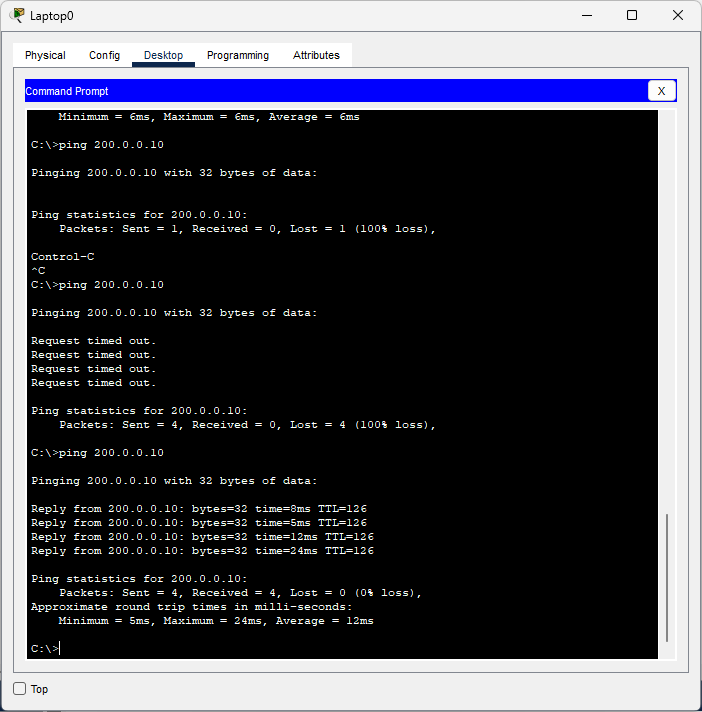 Laptop0
Physical Config Desktop Programming Attributes
Command Prompt X
Minimum = 6ms, Maximum = 6ms, Average = 6ms
C:\>ping 200.0.0.10
Pinging 200.0.0.10 with 32 bytes of data:
Ping statistics for 200.0.0.10:
Packets: Sent = 1, Received = 0, Lost = 1 (100% loss),
Control-C
^C
C:\>ping 200.0.0.10
Pinging 200.0.0.10 with 32 bytes of data:
Request timed out.
Request timed out.
Request timed out.
Request timed out.
Ping statistics for 200.0.0.10:
Packets: Sent = 4, Received = 0, Lost = 4 (100% loss),
C:\>ping 200.0.0.10
Pinging 200.0.0.10 with 32 bytes of data:
Reply from 200.0.0.10: bytes=32 time=8ms TTL=126
Reply from 200.0.0.10: bytes=32 time=5ms TTL=126
Reply from 200.0.0.10: bytes=32 time=12ms TTL=126
Reply from 200.0.0.10: bytes=32 time=24ms TTL=126
Ping statistics for 200.0.0.10:
Packets: Sent = 4, Received = 4, Lost = 0 (0% loss),
Approximate round trip times in milli-seconds:
Minimum = 5ms, Maximum = 24ms, Average = 12ms
C:\>
Top